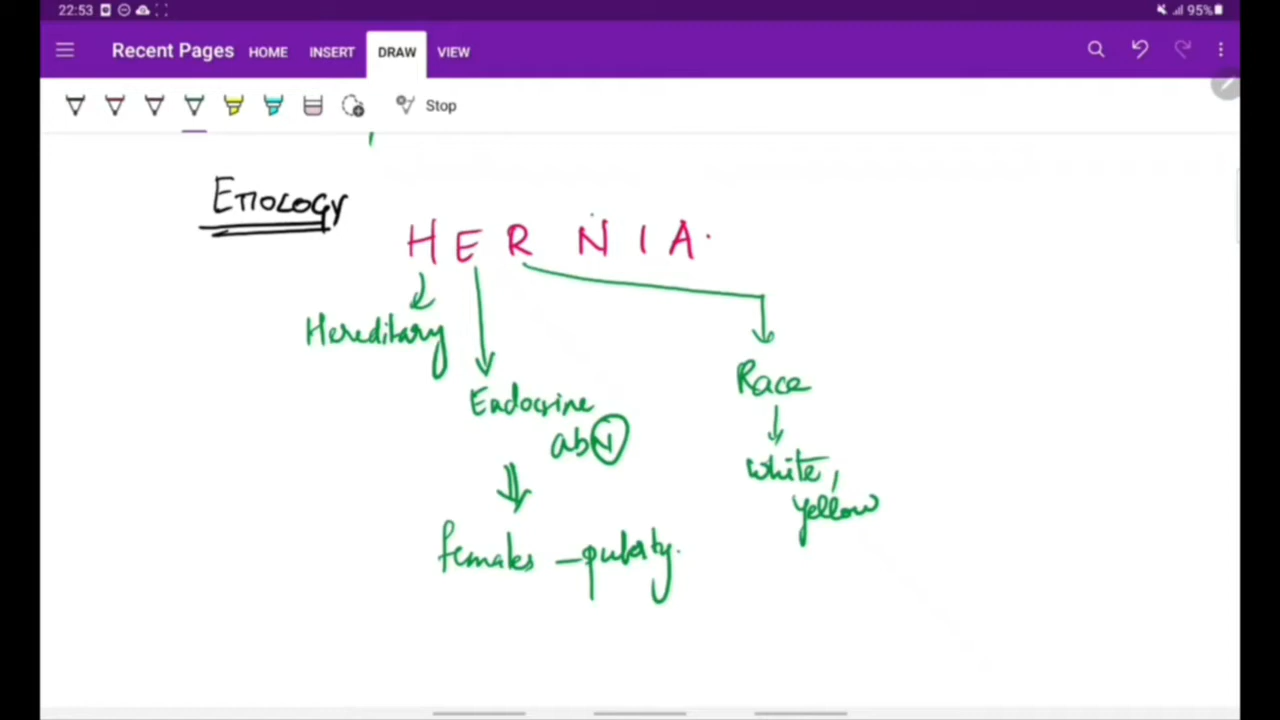 22:53
95%
Recent Pages HOME INSERT DRAW VIEW
Stop
Etiology
H E R N I A.
Hereditary
Endocrine
abN
females - puberty.
Race
White,
yellow